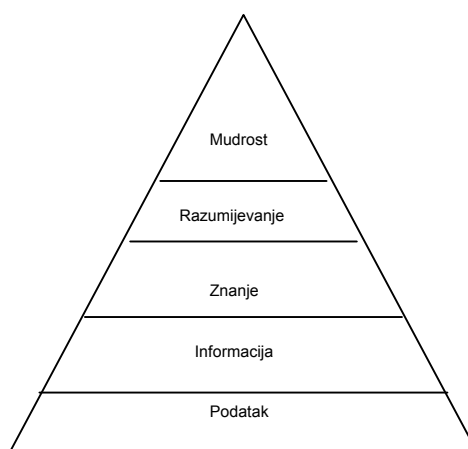 Mudrost
Razumijevanje
Znanje
Informacija
Podatak